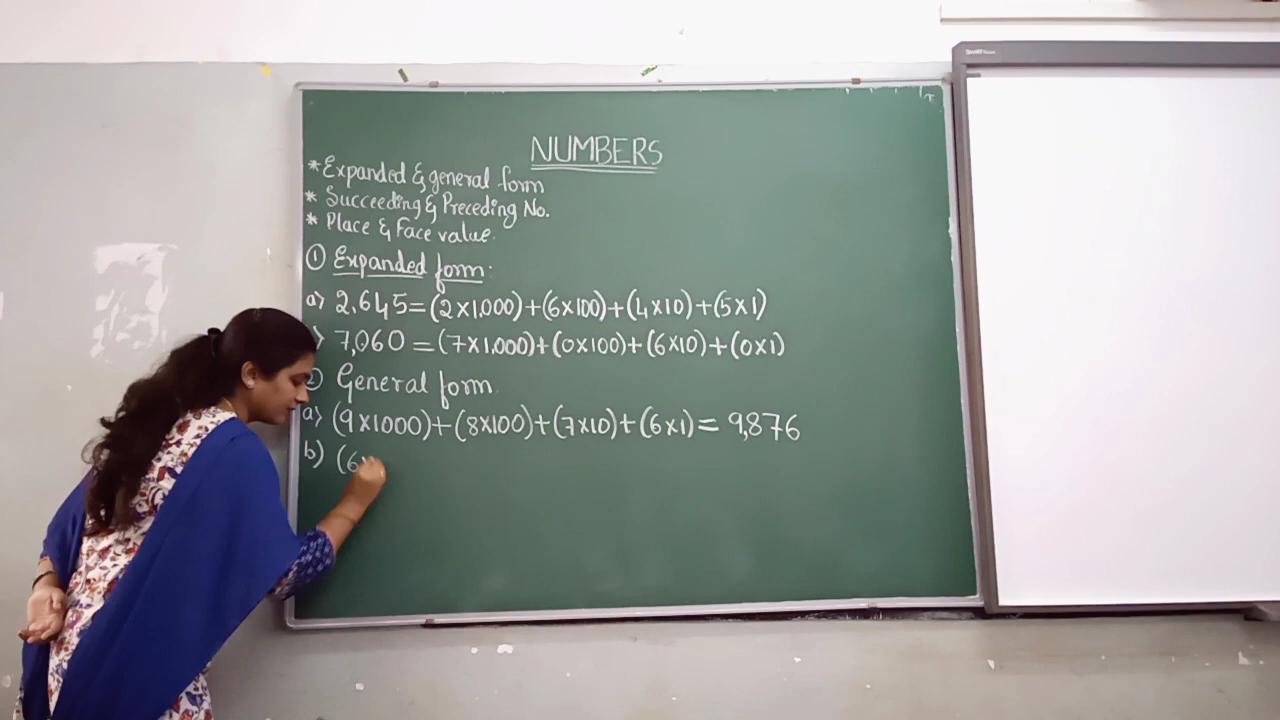 NUMBERS
* Expanded & general form
* Succeeding & Preceding No.
* Place & Face value.
① Expanded form:
a) 2,645=(2×1,000)+(6×100)+(4×10)+(5×1)
) 7,060=(7×1,000)+(0×100)+(6×10)+(0×1)
② General form
a) (9×1000)+(8×100)+(7×10)+(6×1)= 9,876
b) (6×